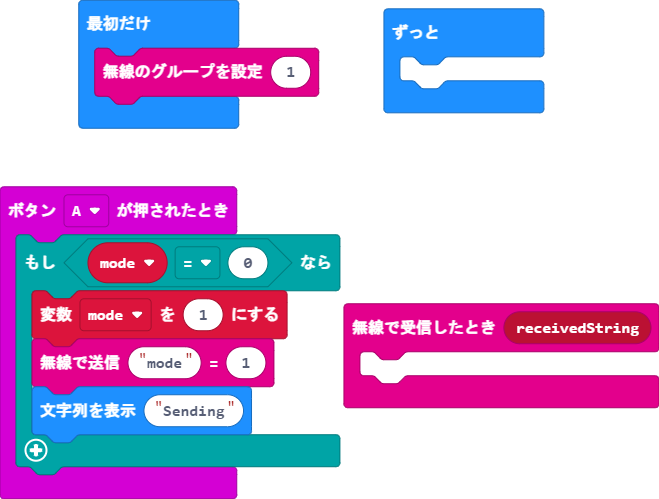 最初だけ
無線のグループを設定 1
ずっと
ボタン A が押されたとき
もし mode = 0 なら
変数 mode を 1 にする
無線で送信 "mode" = 1
文字列を表示 "Sending"
無線で受信したとき receivedString